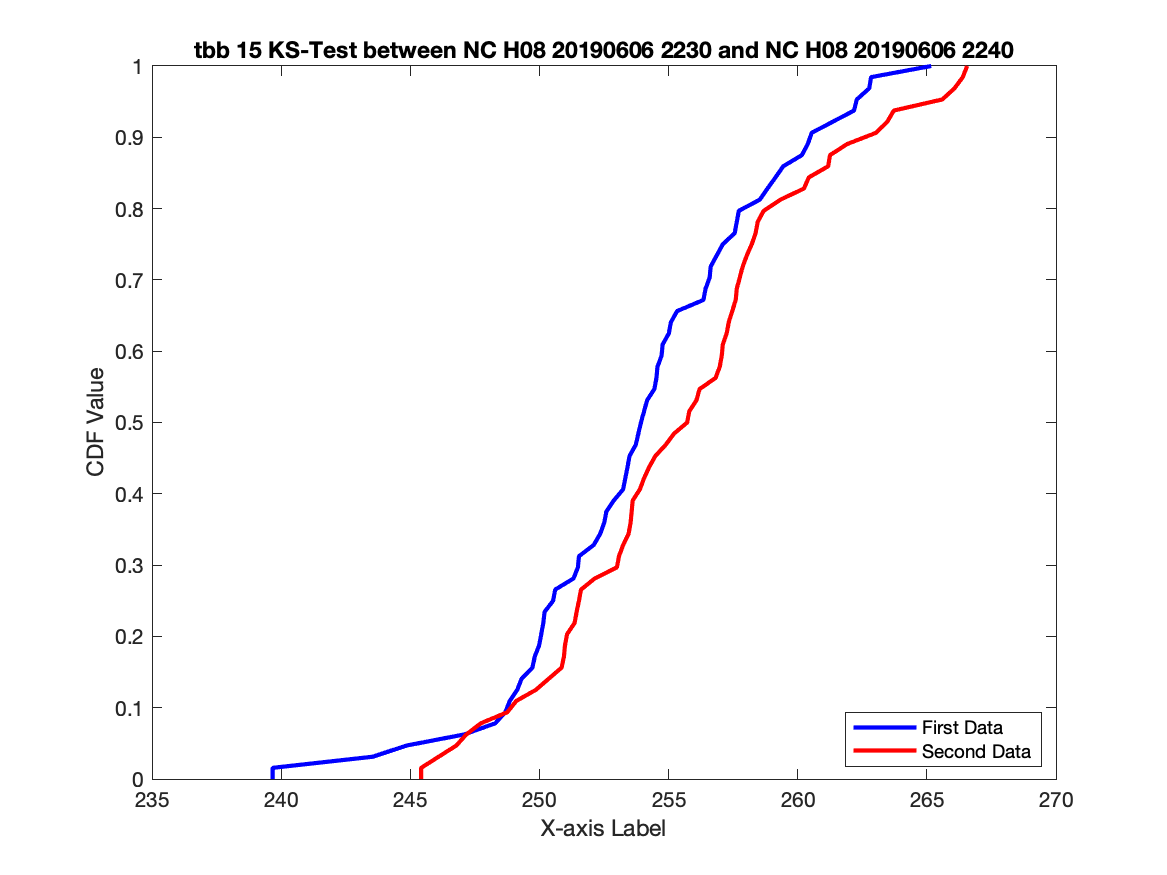 tbb 15 KS-Test between NC H08 20190606 2230 and NC H08 20190606 2240
1
0.9
0.8
0.7
0.6
0.5
0.4
0.3
0.2
0.1
0
CDF Value
First Data
Second Data
235 240 245 250 255 260 265 270
X-axis Label